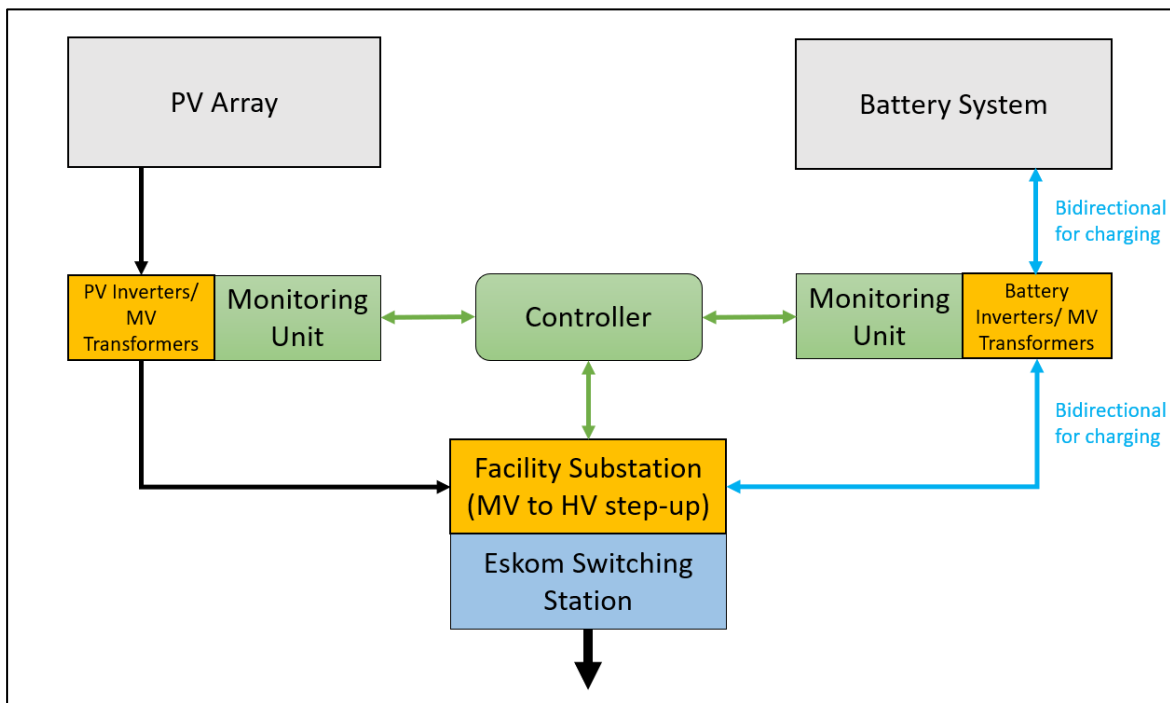 PV Array
Battery System
Bidirectional
for charging
PV Inverters/
MV
Transformers
Monitoring
Unit
Controller
Monitoring
Unit
Battery
Inverters/ MV
Transformers
Bidirectional
for charging
Facility Substation
(MV to HV step-up)
Eskom Switching
Station